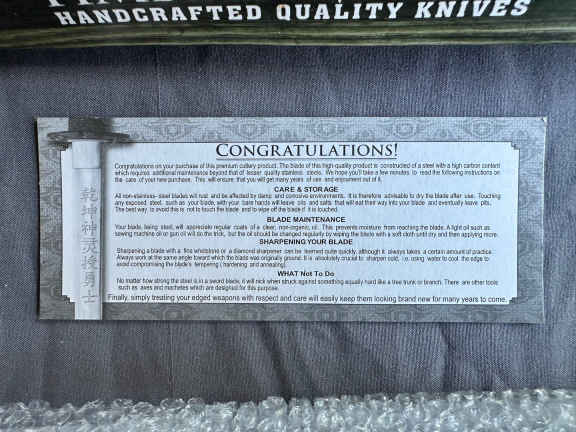 HANDCRAFTED QUALITY KNIVES
CONGRATULATIONS!
Congratulations on your purchase of this premium cutlery product. The blade of this high-quality product is constructed of a steel with a high carbon content
which requires additional maintenance beyond that of lesser quality stainless steels. We hope you'll take a few minutes to read the following instructions on
the care of your new purchase. This will ensure that you will get many years of use and enjoyment out of it.
CARE & STORAGE
All non-stainless-steel blades will rust and be affected by damp and corrosive environments. It is therefore advisable to dry the blade after use. Touching
any exposed steel, such as your blade, with your bare hands will leave oils and salts that will eat their way into your blade and eventually leave pits.
The best way to avoid this is not to touch the blade and to wipe off the blade if it is touched.
BLADE MAINTENANCE
Your blade, being steel, will appreciate regular coats of a clear, non-organic, oil. This prevents moisture from reaching the blade. A light oil such as
sewing machine oil or gun oil will do the trick, but the oil should be changed regularly by wiping the blade with a soft cloth until dry and then applying more.
SHARPENING YOUR BLADE
Sharpening a blade with a fine whetstone or a diamond sharpener can be learned quite quickly, although it always takes a certain amount of practice.
Always work at the same angle toward which the blade was originally ground. It is absolutely crucial to sharpen cold, i.e. using water to cool the edge to
avoid compromising the blade's tempering (hardening and annealing).
WHAT Not To Do
No matter how strong the steel is in a sword blade, it will nick when struck against something equally hard like a tree trunk or branch. There are other tools
such as axes and machetes which are designed for this purpose.
Finally, simply treating your edged weapons with respect and care will easily keep them looking brand new for many years to come.
乾坤神灵授勇士